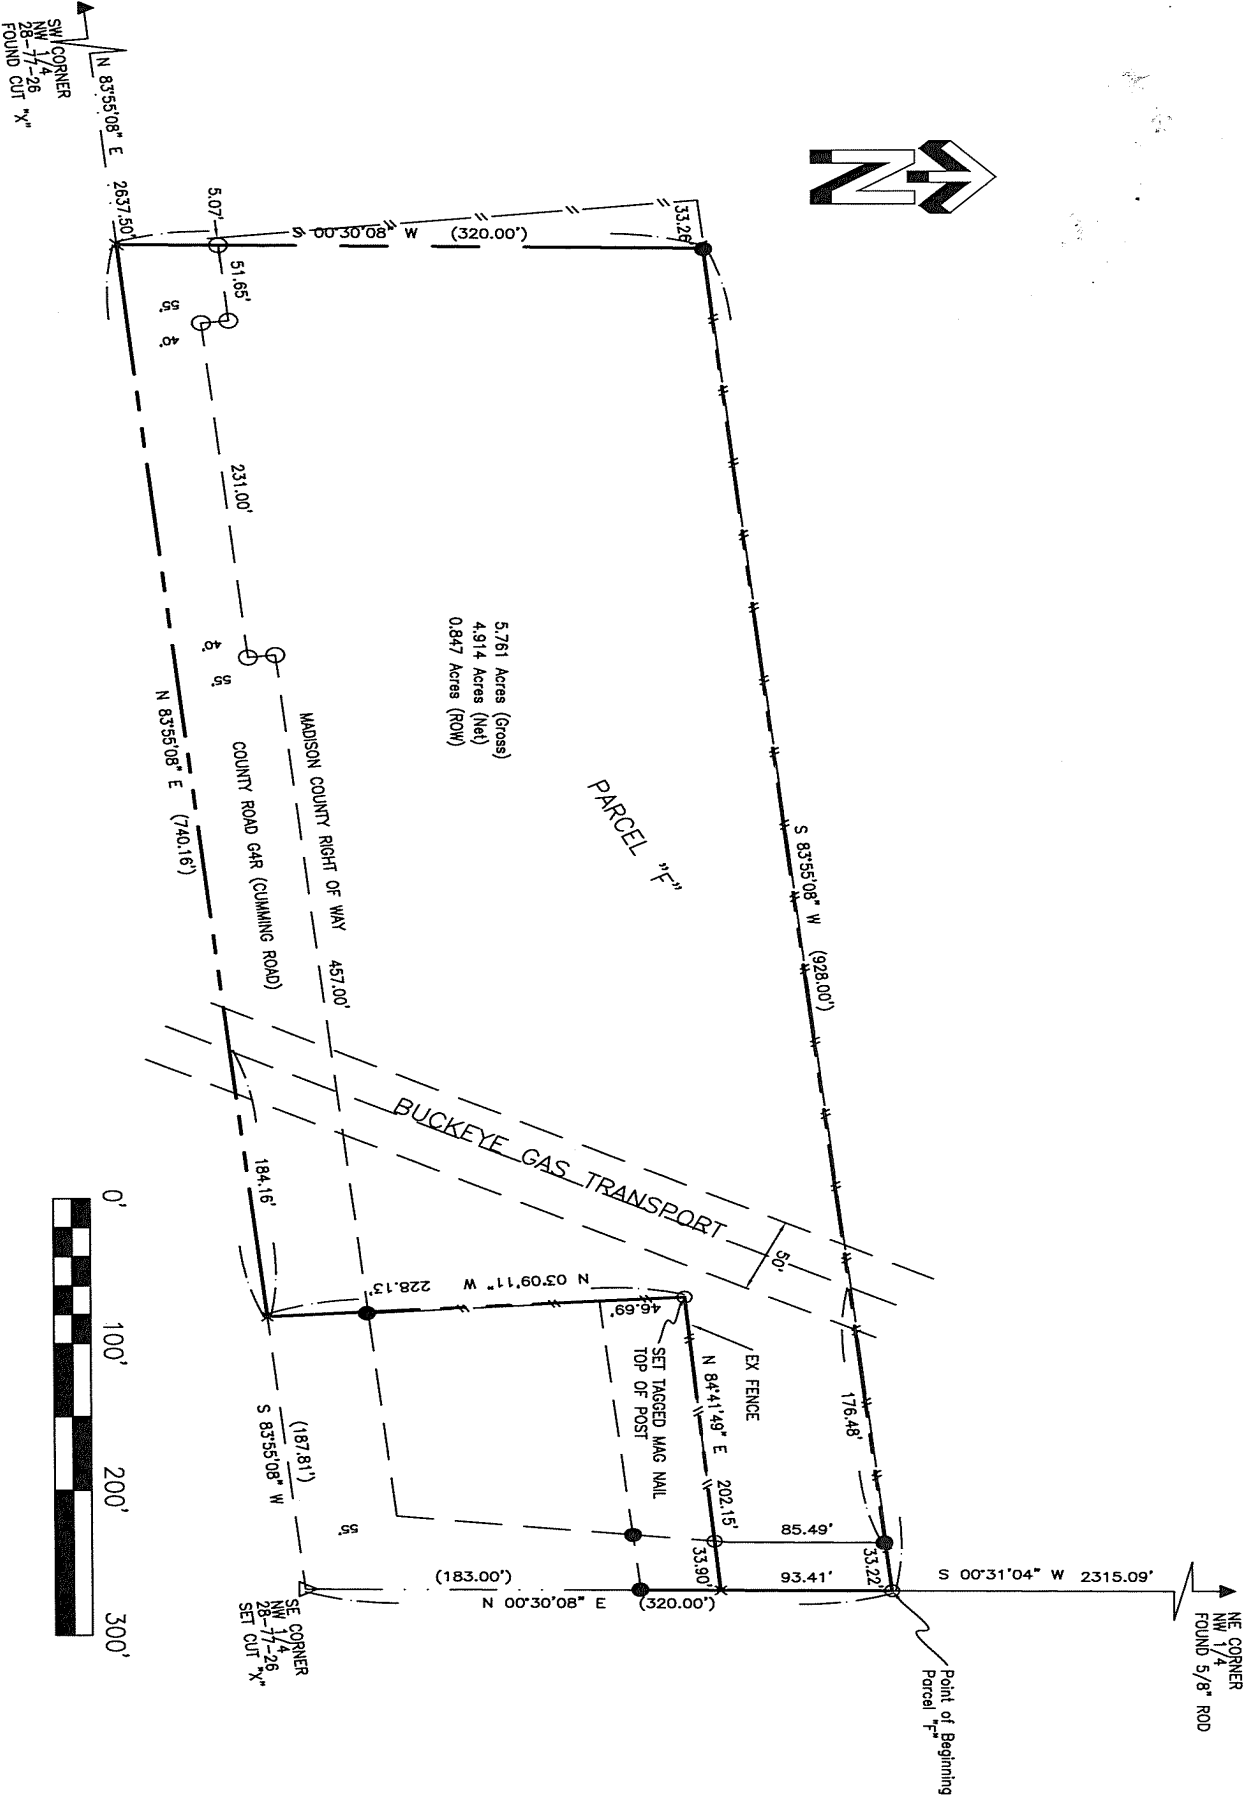 N
NE CORNER
NW 1/4
FOUND 5/8" ROD
S 00°31'04" W 2315.09'
Point of Beginning
Parcel "F"
33.22'
93.41'
85.49'
33.90'
N 00°30'08" E (320.00')
(183.00')
176.48'
S 83°55'08" W (928.00')
33.26'
S 00°30'08" W (320.00')
5.07'
51.65'
55'
40'
231.00'
40'
55'
5.761 Acres (Gross)
4.914 Acres (Net)
0.847 Acres (ROW)
PARCEL "F"
MADISON COUNTY RIGHT OF WAY 457.00'
COUNTY ROAD G4R (CUMMING ROAD)
N 83°55'08" E (740.16')
BUCKEYE GAS TRANSPORT
50'
EX FENCE
N 84°41'49" E 202.15'
SET TAGGED MAG NAIL
TOP OF POST
46.69'
N 03°09'11" W 228.13'
184.16'
(187.81')
S 83°55'08" W
55'
SE CORNER
NW 1/4
28-77-26
SET CUT "X"
N 83°55'08" E 2637.50'
SW CORNER
NW 1/4
28-77-26
FOUND CUT "X"
0' 100' 200' 300'